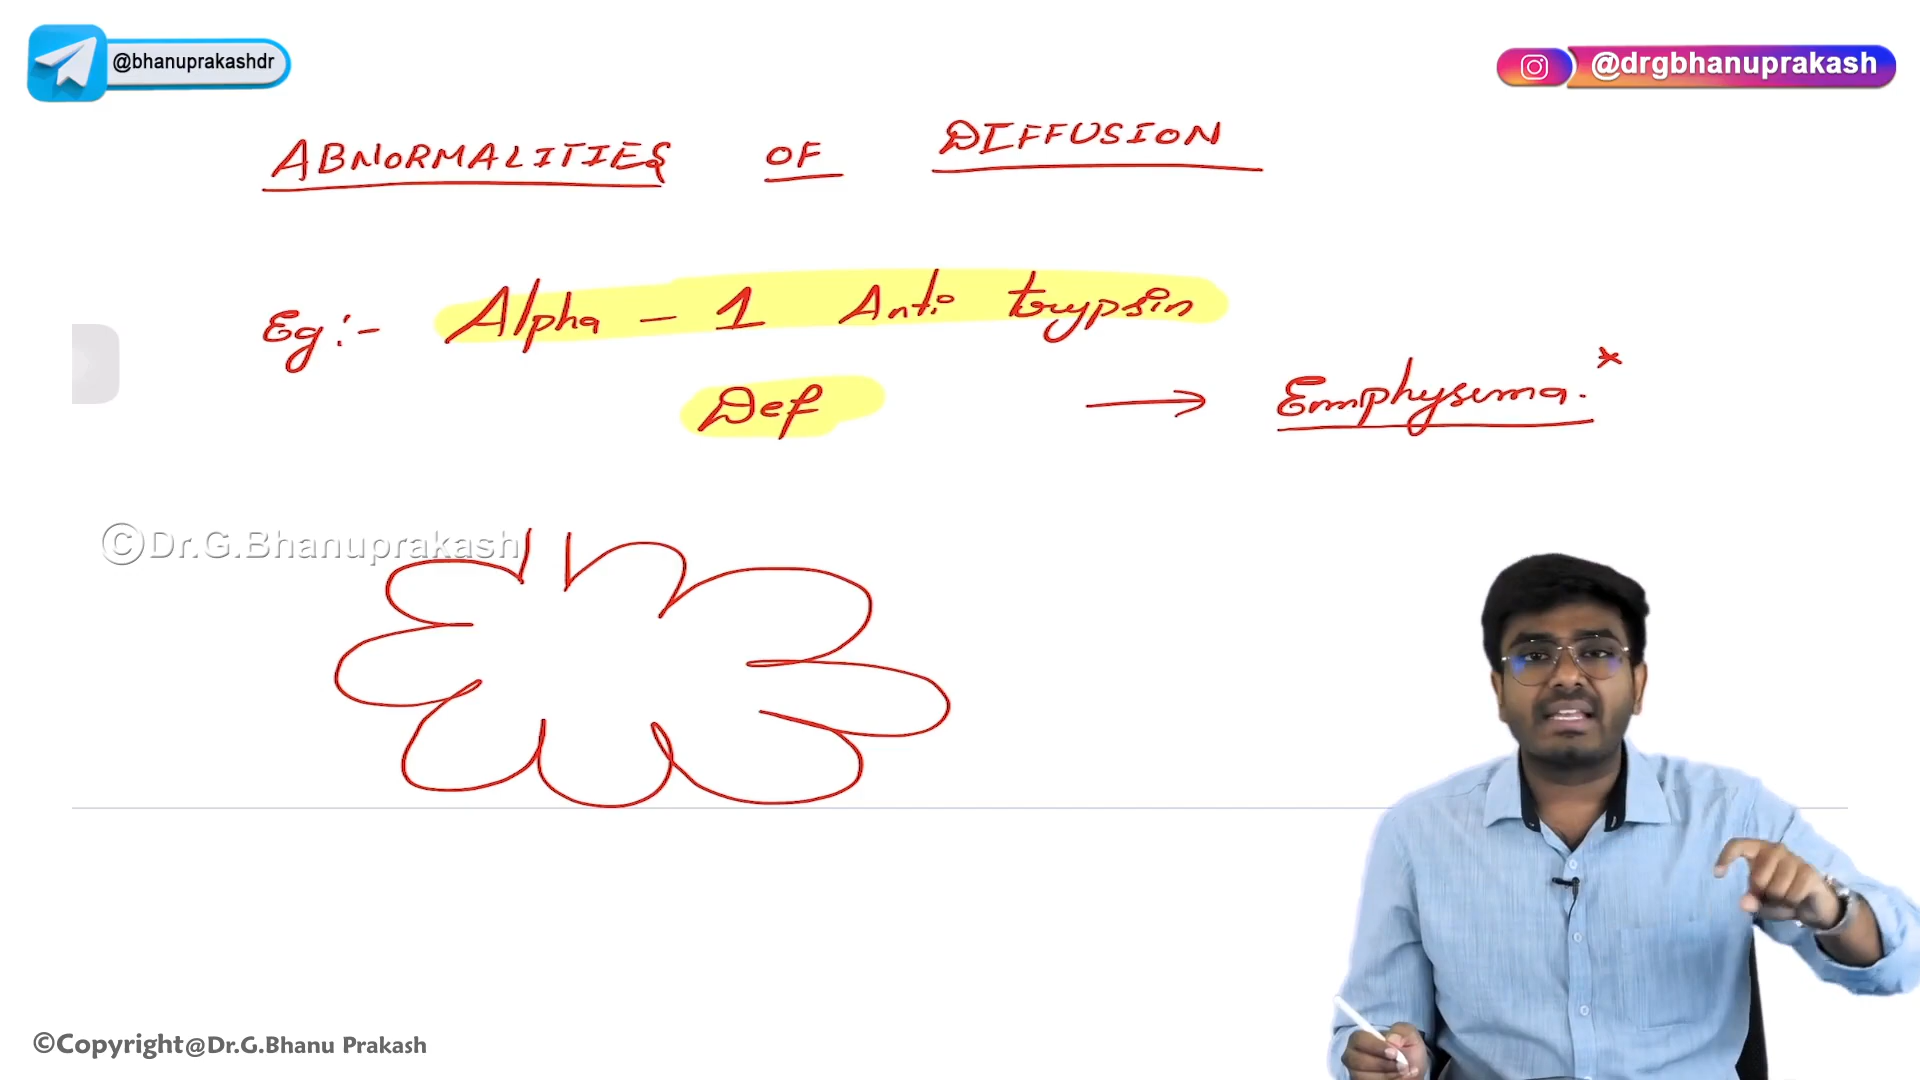 @bhanuprakashdr
@drgbhanuprakash
ABNORMALITIES OF DIFFUSION
Eg:- Alpha - 1 Anti trypsin
Def → Emphysema. *
©Dr.G.Bhanuprakash
©Copyright@Dr.G.Bhanu Prakash